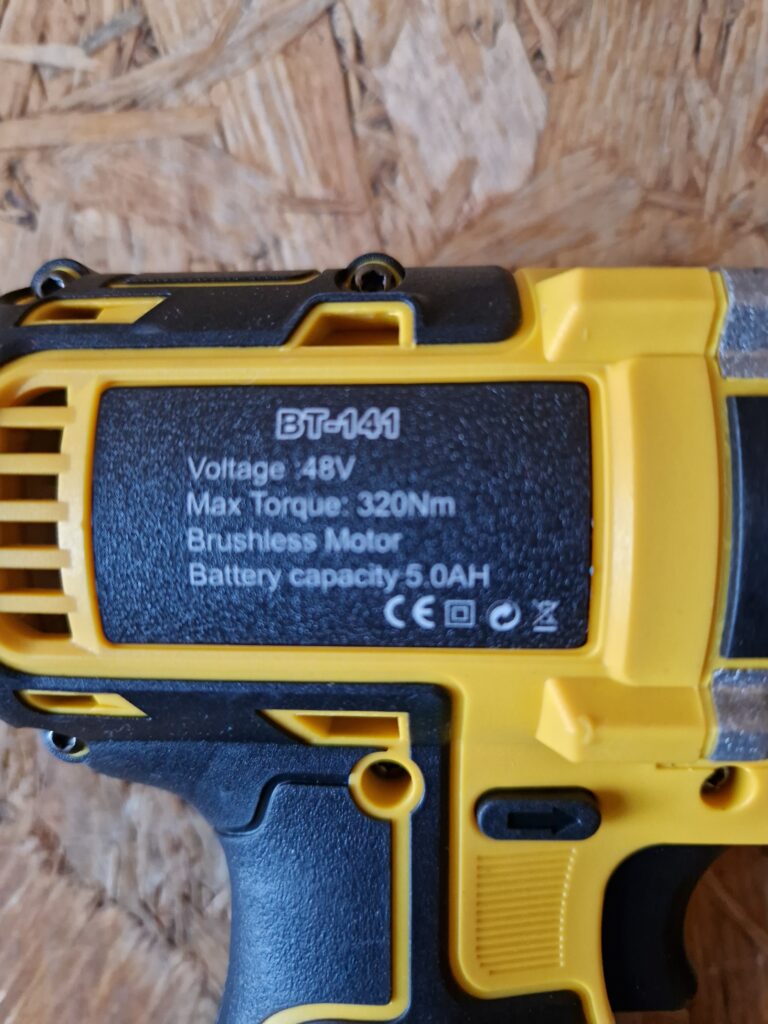 BT-141
Voltage :48V
Max Torque: 320Nm
Brushless Motor
Battery capacity 5.0AH
CE